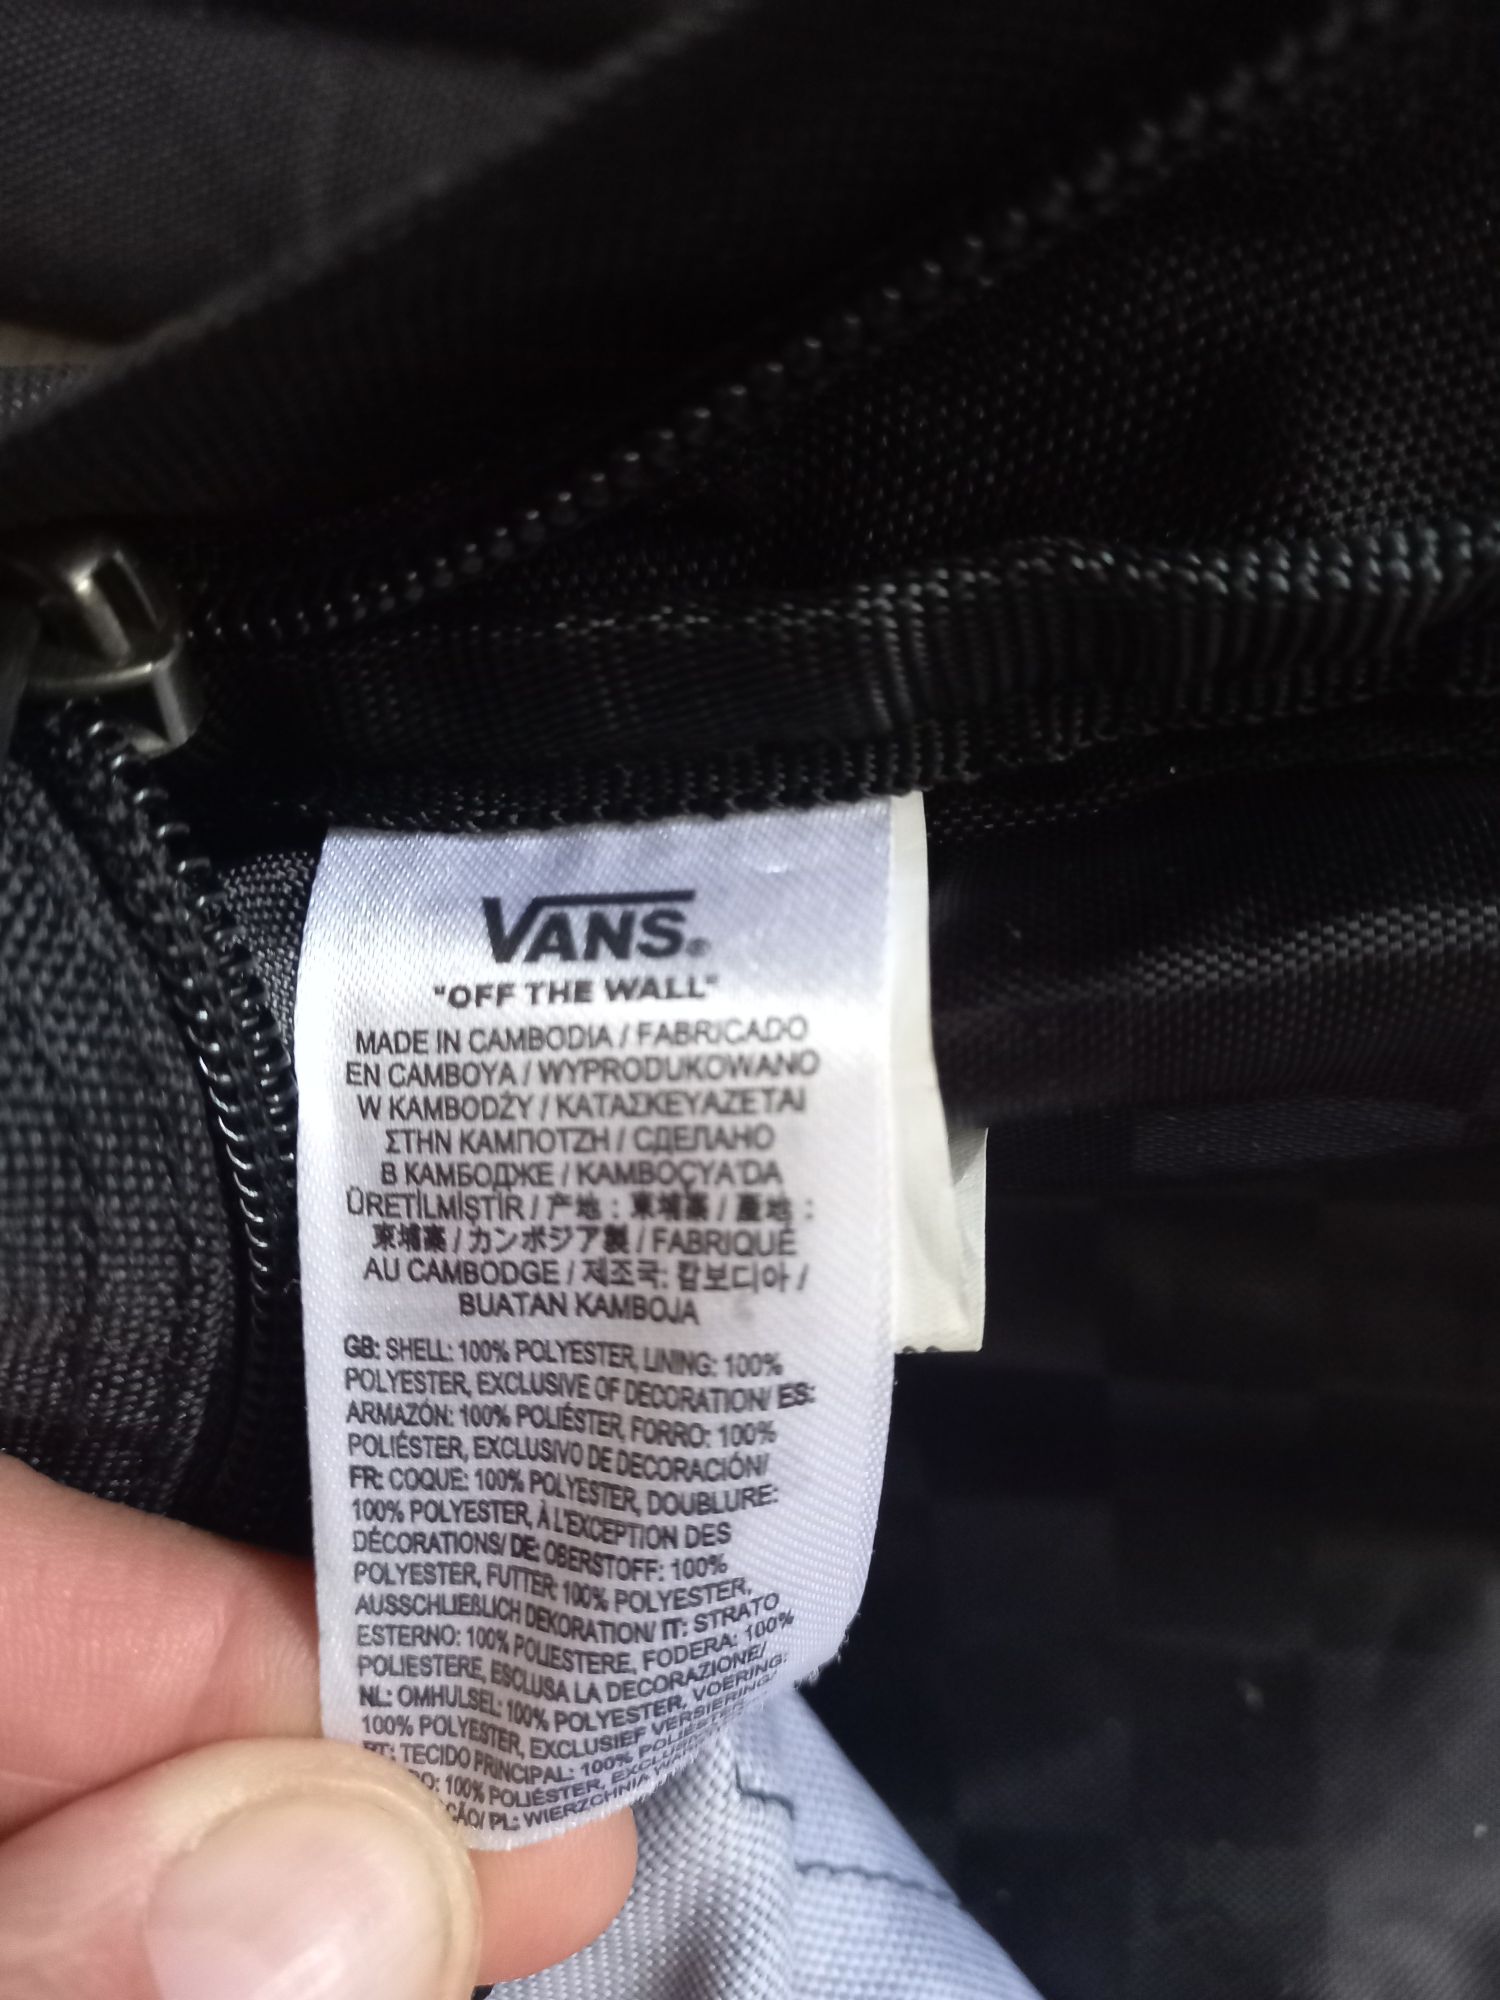 VANS®
"OFF THE WALL"
MADE IN CAMBODIA / FABRICADO
EN CAMBOYA / WYPRODUKOWANO
W KAMBODŻY / ΚΑΤΑΣΚΕΥΑΖΕΤΑΙ
ΣΤΗΝ ΚΑΜΠΟΤΖΗ / СДЕЛАНО
В КАМБОДЖЕ / KAMBOÇYA'DA
ÜRETİLMİŞTİR / 产地 : 柬埔寨 / 產地 :
柬埔寨 / カンボジア製 / FABRIQUÉ
AU CAMBODGE / 제조국: 캄보디아 /
BUATAN KAMBOJA
GB: SHELL: 100% POLYESTER, LINING: 100%
POLYESTER, EXCLUSIVE OF DECORATION/ ES:
ARMAZÓN: 100% POLIÉSTER, FORRO: 100%
POLIÉSTER, EXCLUSIVO DE DECORACIÓN/
FR: COQUE: 100% POLYESTER, DOUBLURE:
100% POLYESTER, À L'EXCEPTION DES
DÉCORATIONS/ DE: OBERSTOFF: 100%
POLYESTER, FUTTER: 100% POLYESTER,
AUSSCHLIEßLICH DEKORATION/ IT: STRATO
ESTERNO: 100% POLIESTERE, FODERA: 100%
POLIESTERE, ESCLUSA LA DECORAZIONE/
NL: OMHULSEL: 100% POLYESTER, VOERING:
100% POLYESTER, EXCLUSIEF VERSIERING/
PT: TECIDO PRINCIPAL: 100% POLIÉSTER,
100% POLIÉSTER,
PL: WIERZCHNIA